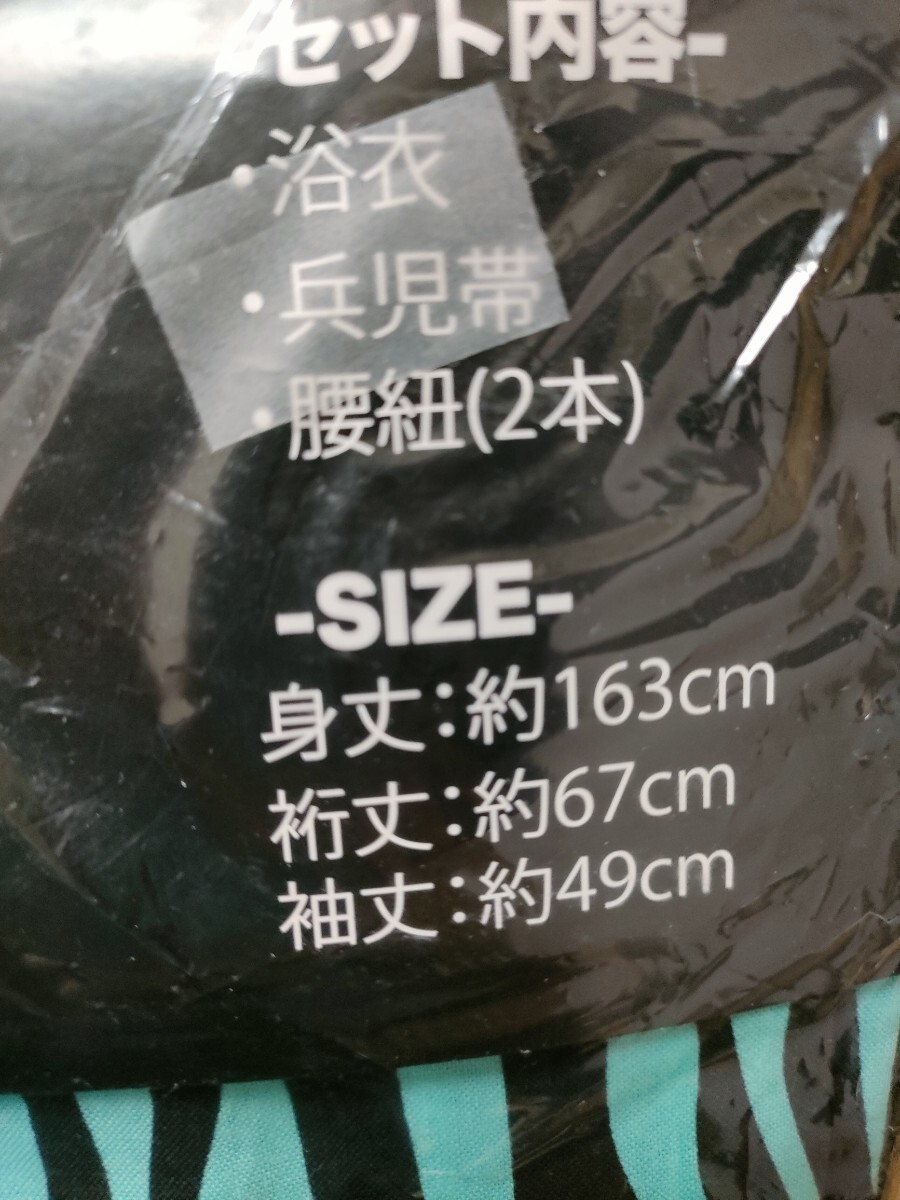 セット内容-
・浴衣
・兵児帯
・腰紐(2本)
-SIZE-
身丈：約163cm
裄丈：約67cm
袖丈：約49cm